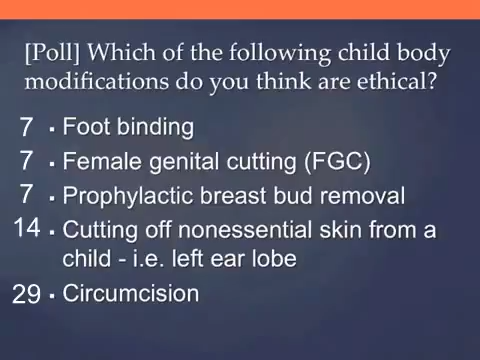 [Poll] Which of the following child body
modifications do you think are ethical?
7 ▪ Foot binding
7 ▪ Female genital cutting (FGC)
7 ▪ Prophylactic breast bud removal
14 ▪ Cutting off nonessential skin from a
child - i.e. left ear lobe
29 ▪ Circumcision